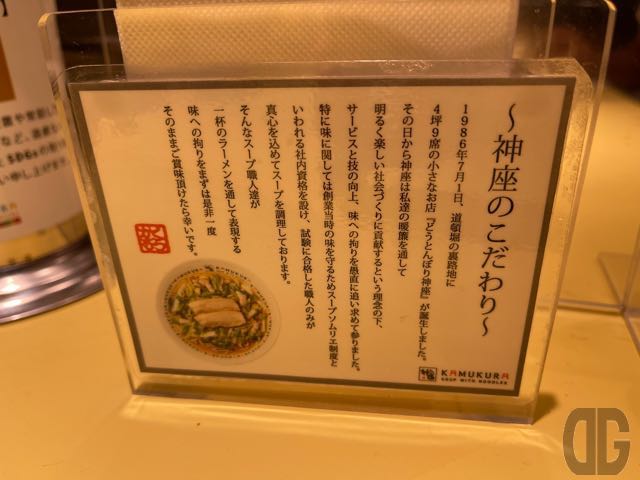 ～神座のこだわり～
1986年7月1日、道頓堀の裏路地に
4坪9席の小さなお店『どうとんぼり神座』が誕生しました。
その日から神座は私達の暖簾を通して
明るく楽しい社会づくりに貢献するという理念の下、
サービスと技の向上、味への拘りを愚直に追い求めて参りました。
特に味に関しては創業当時の味を守るためスープソムリエ制度と
いわれる社内資格を設け、試験に合格した職人のみが
真心を込めてスープを調理しております。
そんなスープ職人達が
一杯のラーメンを通して表現する
味への拘りをまずは是非一度
そのままご賞味頂けたら幸いです。
KAMUKURA
SOUP WITH NOODLES
DG